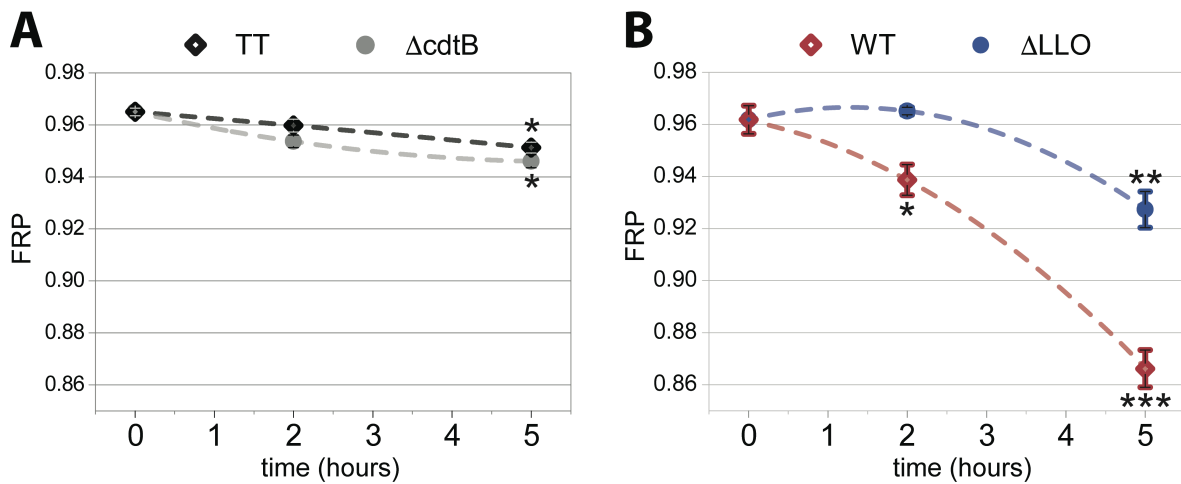 A
TT ΔcdtB
0.98
0.96
0.94
0.92
0.90
0.88
0.86
FRP
*
*
0 1 2 3 4 5
time (hours)
B
WT ΔLLO
0.98
0.96
0.94
0.92
0.90
0.88
0.86
FRP
**
*
***
0 1 2 3 4 5
time (hours)